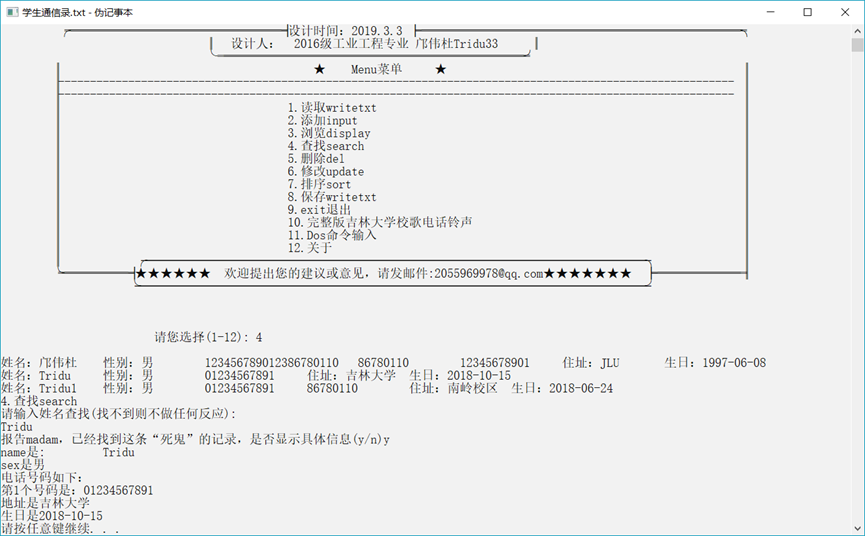 学生通信录.txt - 伪记事本
设计时间：2019.3.3
设计人： 2016级工业工程专业 邝伟杜Tridu33
★ Menu菜单 ★
1.读取writetxt
2.添加input
3.浏览display
4.查找search
5.删除del
6.修改update
7.排序sort
8.保存writetxt
9.exit退出
10.完整版吉林大学校歌电话铃声
11.Dos命令输入
12.关于
★★★★★★ 欢迎提出您的建议或意见，请发邮件:2055969978@qq.com★★★★★★★
请您选择(1-12): 4
姓名：邝伟杜 性别：男 123456789012386780110 86780110 12345678901 住址：JLU 生日：1997-06-08
姓名：Tridu 性别：男 01234567891 住址：吉林大学 生日：2018-10-15
姓名：Tridul 性别：男 01234567891 86780110 住址：南岭校区 生日：2018-06-24
4.查找search
请输入姓名查找(找不到则不做任何反应):
Tridu
报告madam，已经找到这条“死鬼”的记录，是否显示具体信息(y/n)y
name是: Tridu
sex是男
电话号码如下：
第1个号码是：01234567891
地址是吉林大学
生日是2018-10-15
请按任意键继续. . .